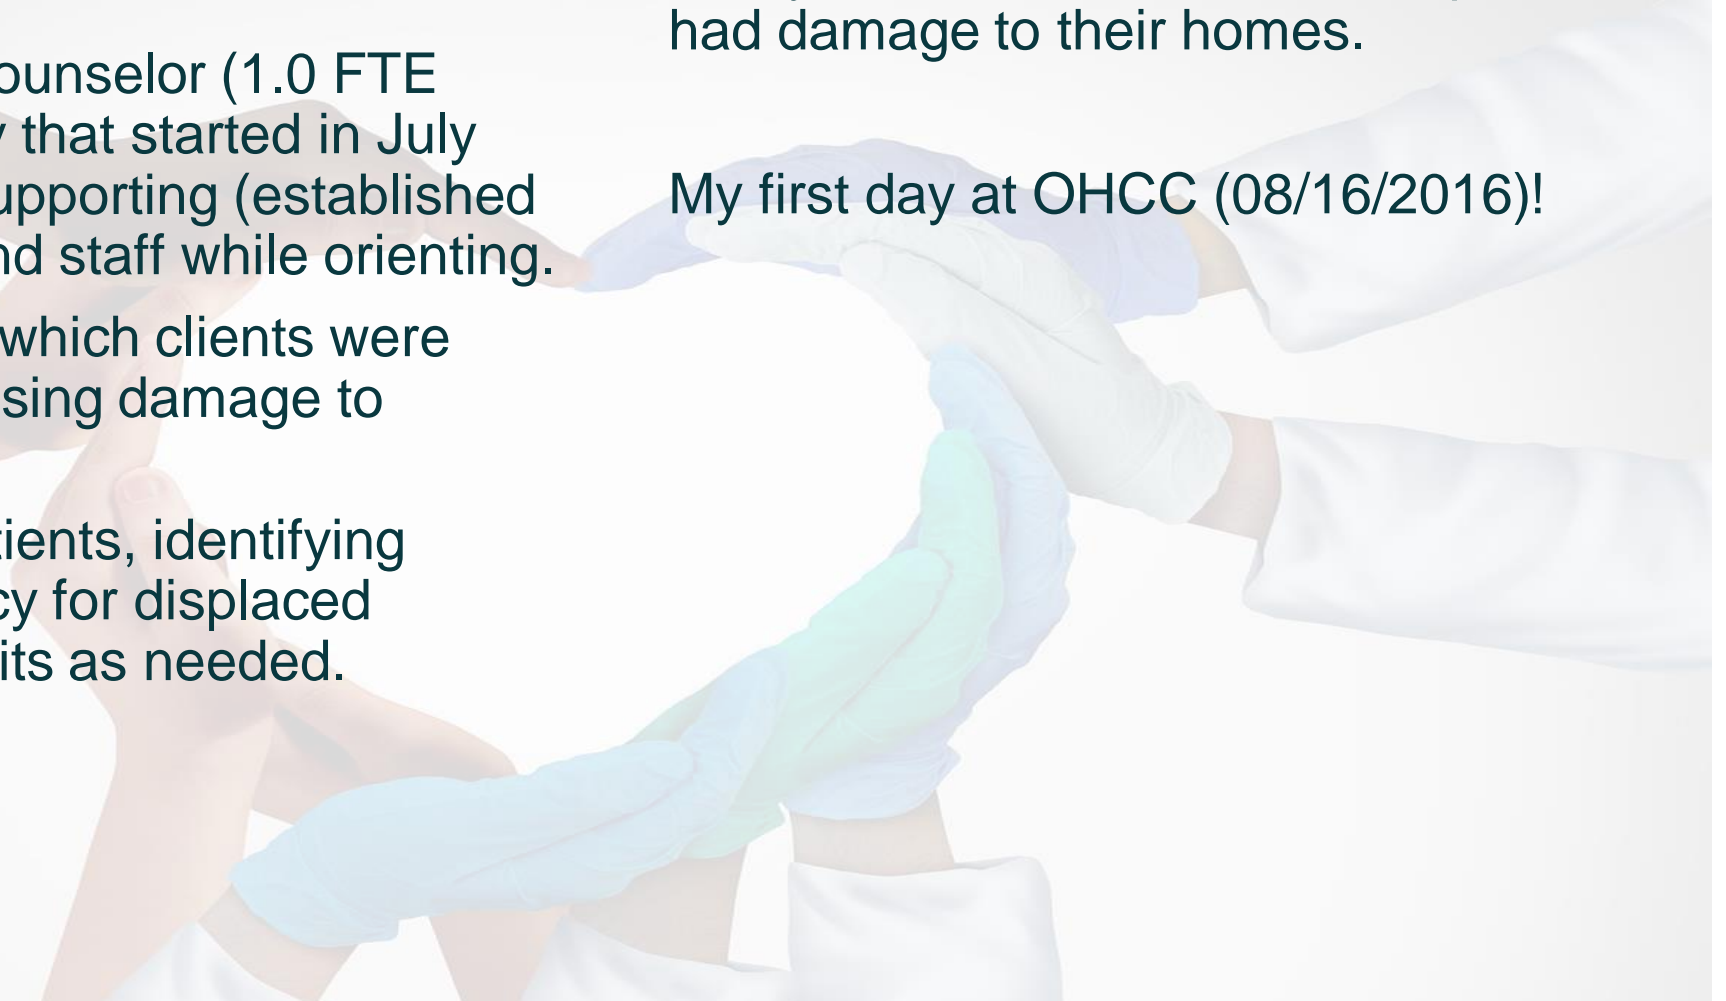 ounselor (1.0 FTE
that started in July
upporting (established
nd staff while orienting.
which clients were
sing damage to
tients, identifying
cy for displaced
its as needed.
had damage to their homes.
My first day at OHCC (08/16/2016)!